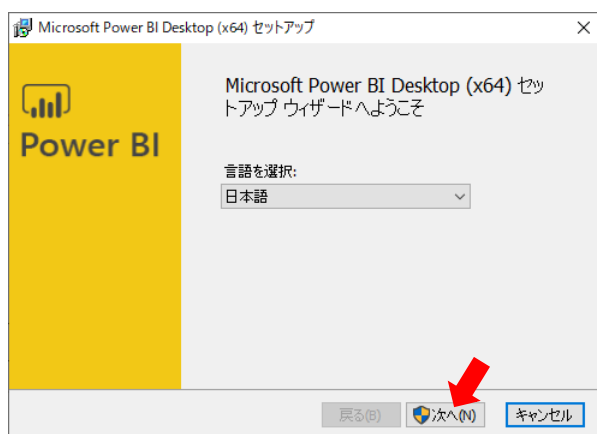 Microsoft Power BI Desktop (x64) セットアップ
Power BI
Microsoft Power BI Desktop (x64) セッ
トアップ ウィザードへようこそ
言語を選択:
日本語
戻る(B)
次へ(N)
キャンセル